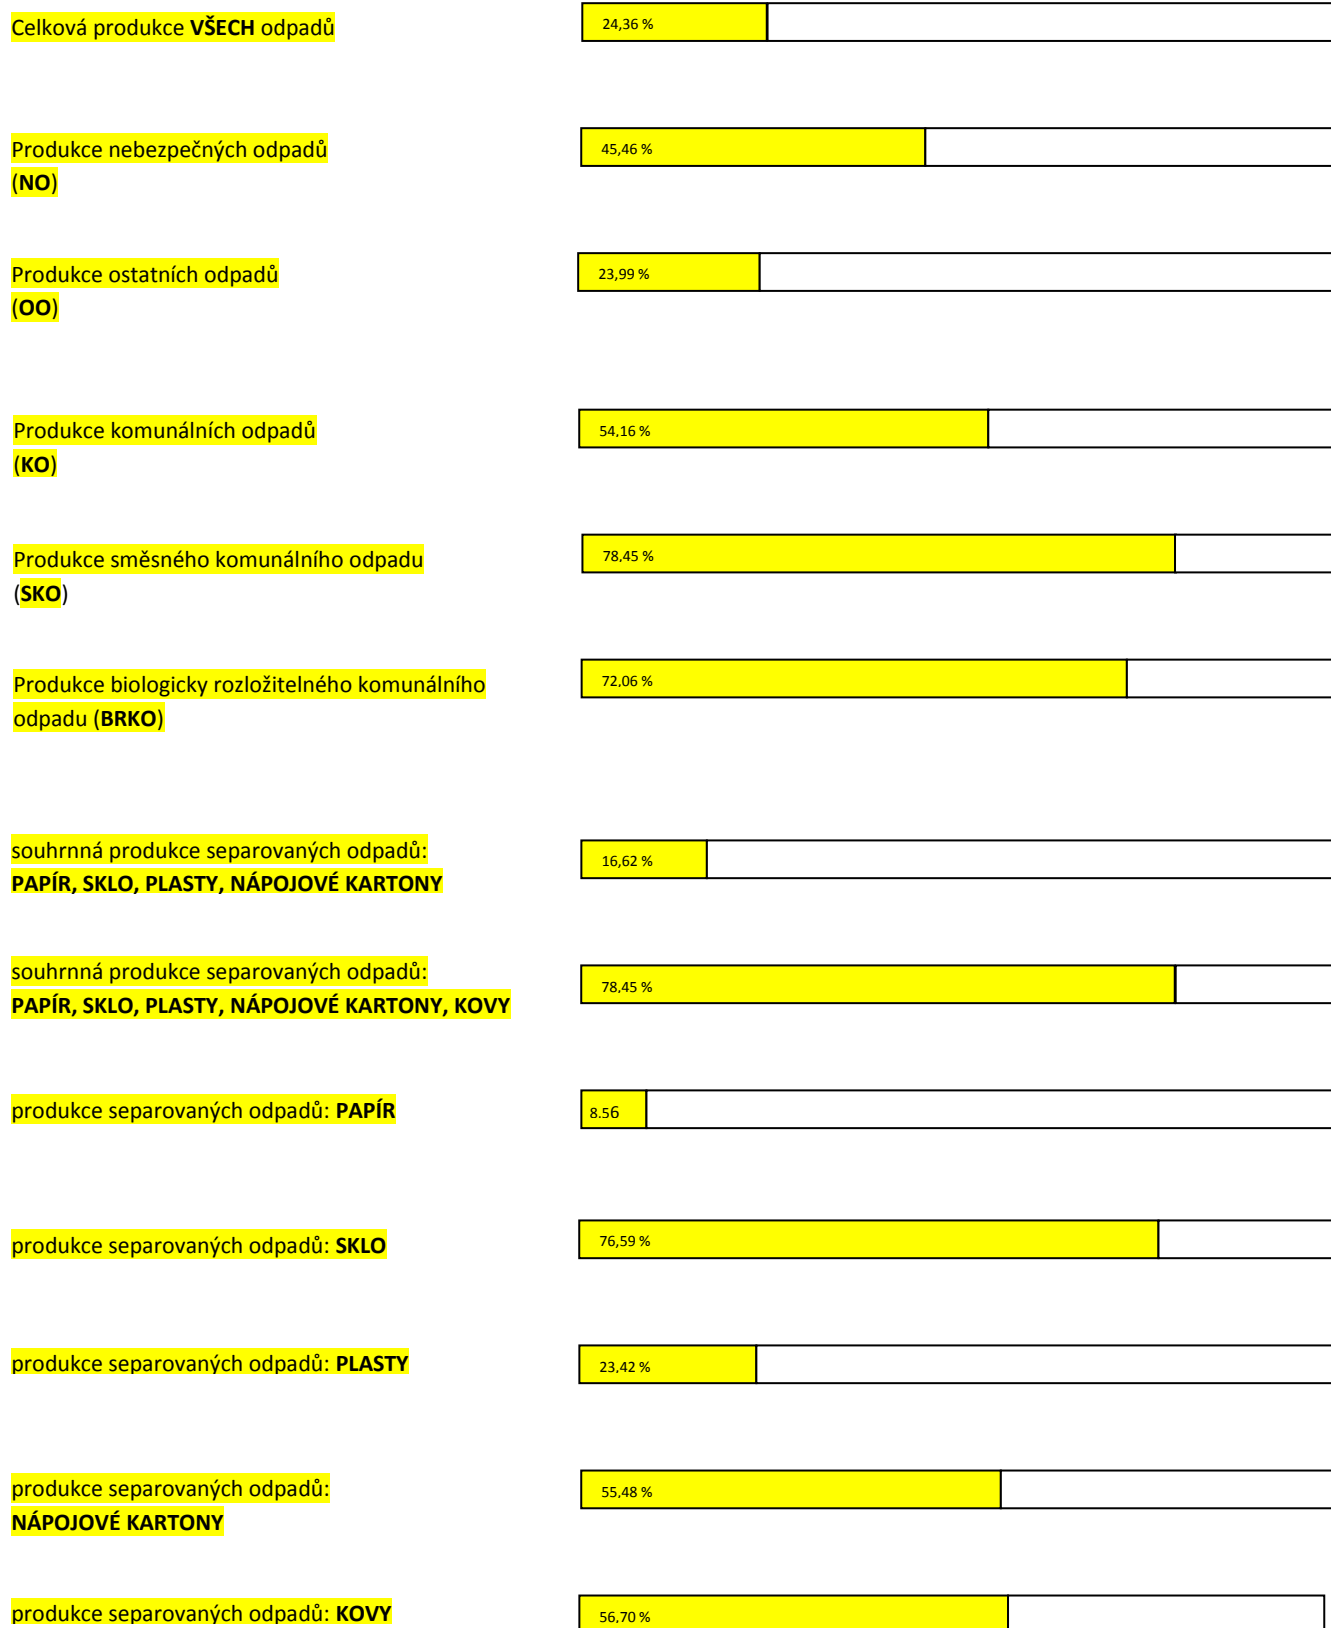 Celková produkce VŠECH odpadů
24,36 %
Produkce nebezpečných odpadů
(NO)
45,46 %
Produkce ostatních odpadů
(OO)
23,99 %
Produkce komunálních odpadů
(KO)
54,16 %
Produkce směsného komunálního odpadu
(SKO)
78,45 %
Produkce biologicky rozložitelného komunálního
odpadu (BRKO)
72,06 %
souhrnná produkce separovaných odpadů:
PAPÍR, SKLO, PLASTY, NÁPOJOVÉ KARTONY
16,62 %
souhrnná produkce separovaných odpadů:
PAPÍR, SKLO, PLASTY, NÁPOJOVÉ KARTONY, KOVY
78,45 %
produkce separovaných odpadů: PAPÍR
8.56
produkce separovaných odpadů: SKLO
76,59 %
produkce separovaných odpadů: PLASTY
23,42 %
produkce separovaných odpadů:
NÁPOJOVÉ KARTONY
55,48 %
produkce separovaných odpadů: KOVY
56,70 %